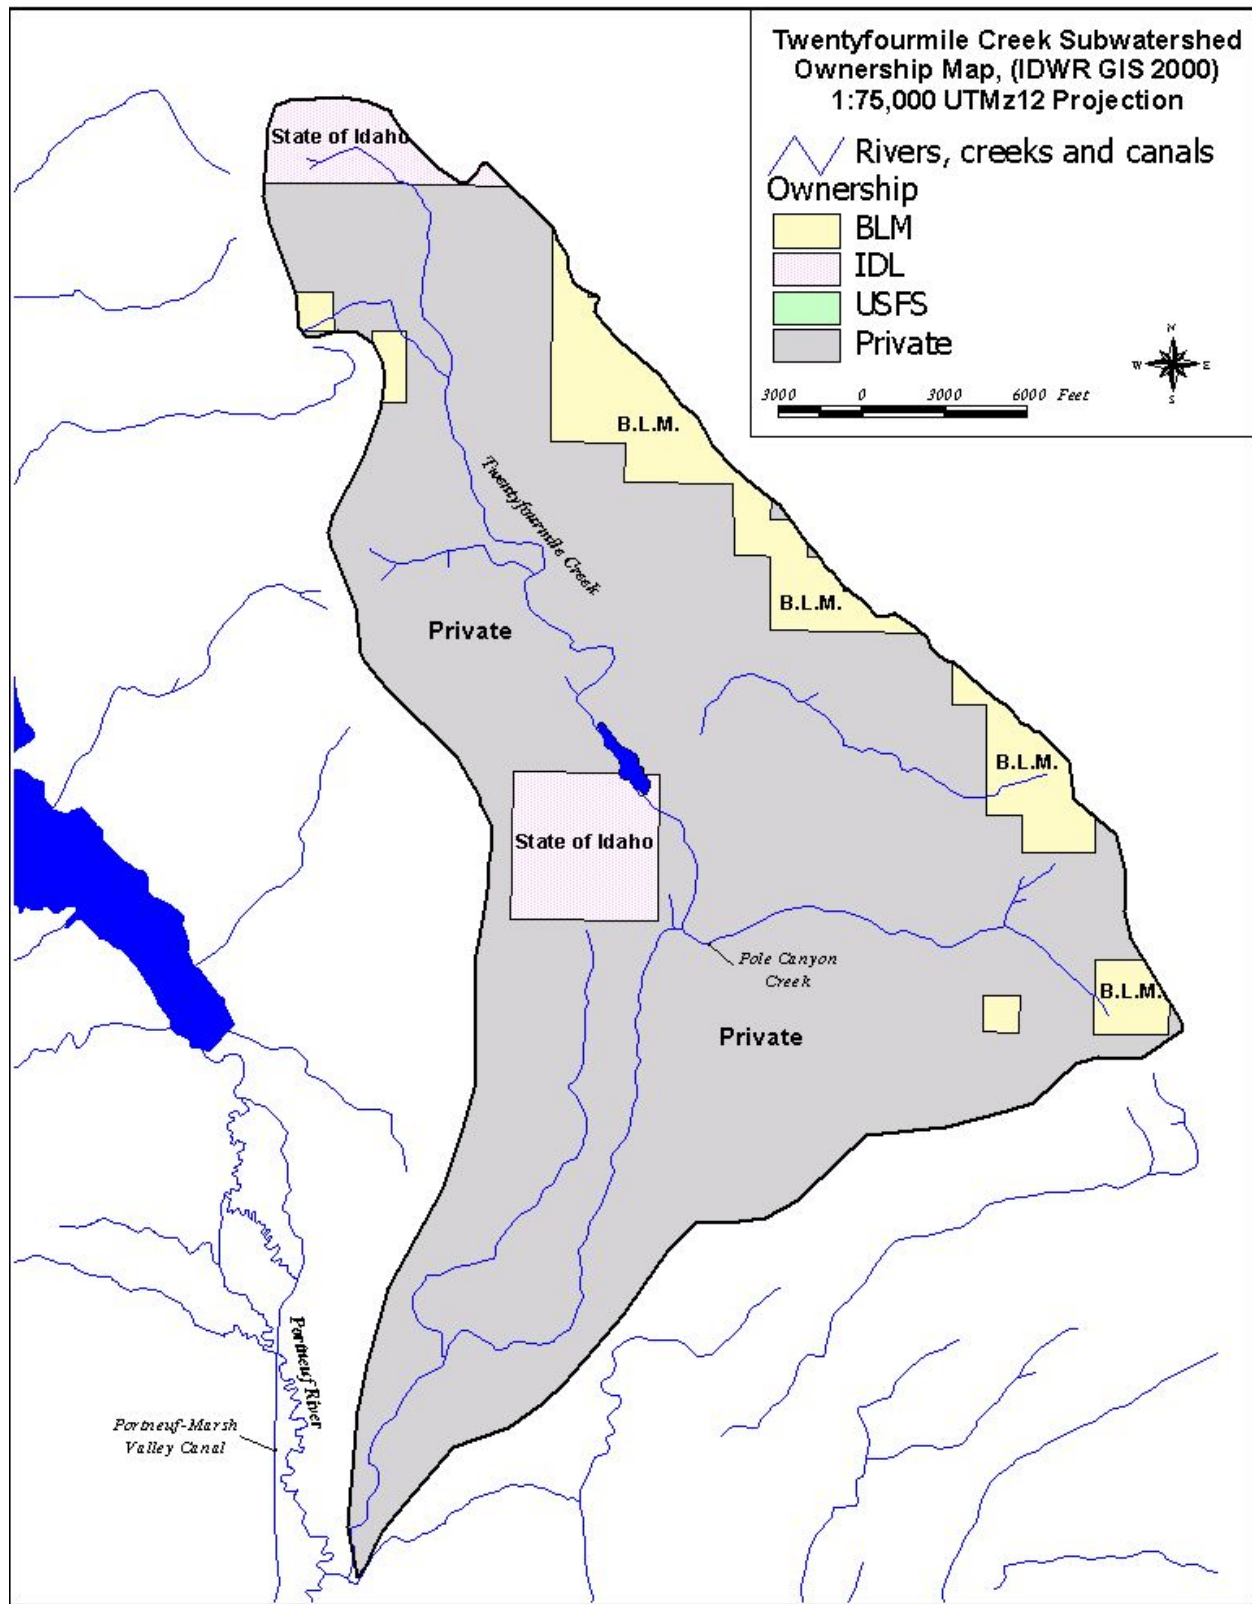 Twentyfourmile Creek Subwatershed
Ownership Map, (IDWR GIS 2000)
1:75,000 UTMz12 Projection
Rivers, creeks and canals
Ownership
BLM
IDL
USFS
Private
N
W E
S
3000 0 3000 6000 Feet
State of Idaho
B.L.M.
Twentyfourmile Creek
B.L.M.
Private
B.L.M.
State of Idaho
Pole Canyon
Creek
B.L.M.
Private
Portneuf River
Portneuf-Marsh
Valley Canal